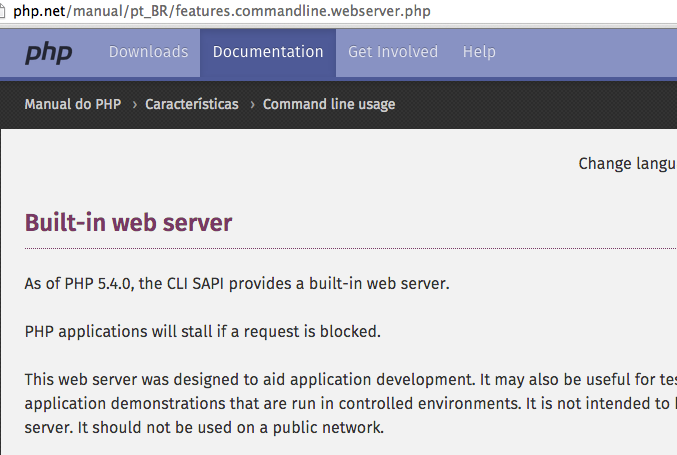 php.net/manual/pt_BR/features.commandline.webserver.php
php Downloads Documentation Get Involved Help
Manual do PHP › Características › Command line usage
Change langu
Built-in web server
As of PHP 5.4.0, the CLI SAPI provides a built-in web server.
PHP applications will stall if a request is blocked.
This web server was designed to aid application development. It may also be useful for tes
application demonstrations that are run in controlled environments. It is not intended to
server. It should not be used on a public network.